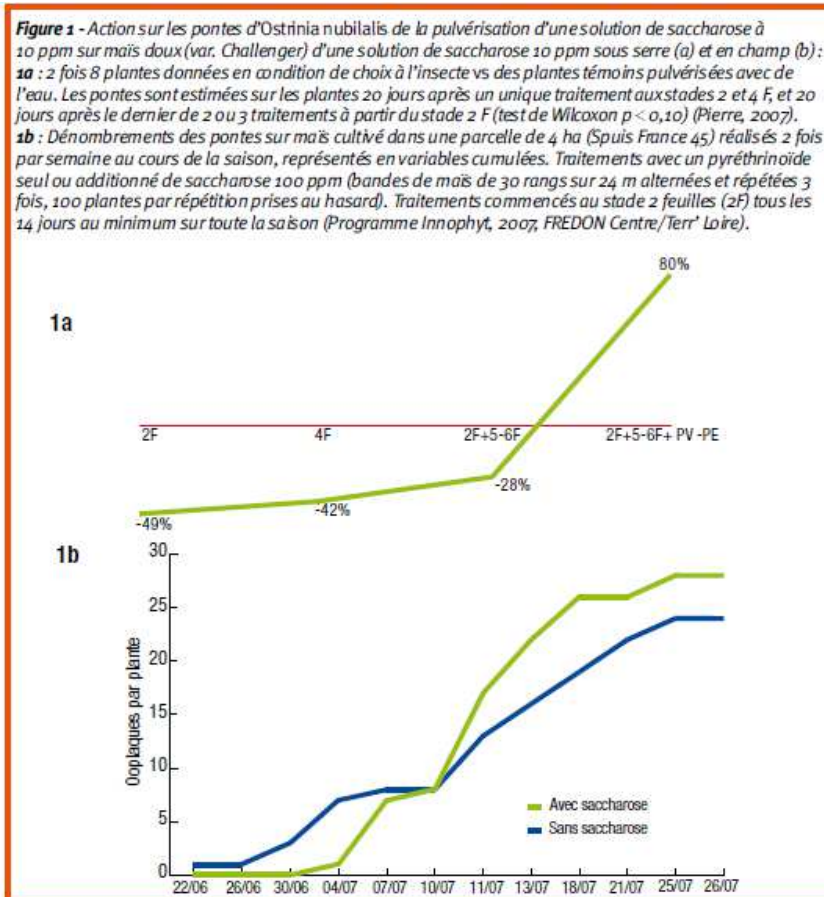 Figure 1 - Action sur les pontes d'Ostrinia nubilalis de la pulvérisation d'une solution de saccharose à
10 ppm sur maïs doux (var. Challenger) d'une solution de saccharose 10 ppm sous serre (a) et en champ (b) :
1a : 2 fois 8 plantes données en condition de choix à l'insecte vs des plantes témoins pulvérisées avec de
l'eau. Les pontes sont estimées sur les plantes 20 jours après un unique traitement aux stades 2 et 4 F, et 20
jours après le dernier de 2 ou 3 traitements à partir du stade 2 F (test de Wilcoxon p < 0,10) (Pierre, 2007).
1b : Dénombrements des pontes sur maïs cultivé dans une parcelle de 4 ha (Spuis France 45) réalisés 2 fois
par semaine au cours de la saison, représentés en variables cumulées. Traitements avec un pyréthrinoïde
seul ou additionné de saccharose 100 ppm (bandes de maïs de 30 rangs sur 24 m alternées et répétées 3
fois, 100 plantes par répétition prises au hasard). Traitements commencés au stade 2 feuilles (2F) tous les
14 jours au minimum sur toute la saison (Programme Innophyt, 2007, FREDON Centre/Terr' Loire).
80%
1a
2F 4F 2F+5-6F 2F+5-6F+ PV -PE
-28%
-42%
-49%
1b
Ooplaques par plante
30
25
20
15
10
5
0
Avec saccharose
Sans saccharose
22/06 26/06 30/06 04/07 07/07 10/07 11/07 13/07 18/07 21/07 25/07 26/07